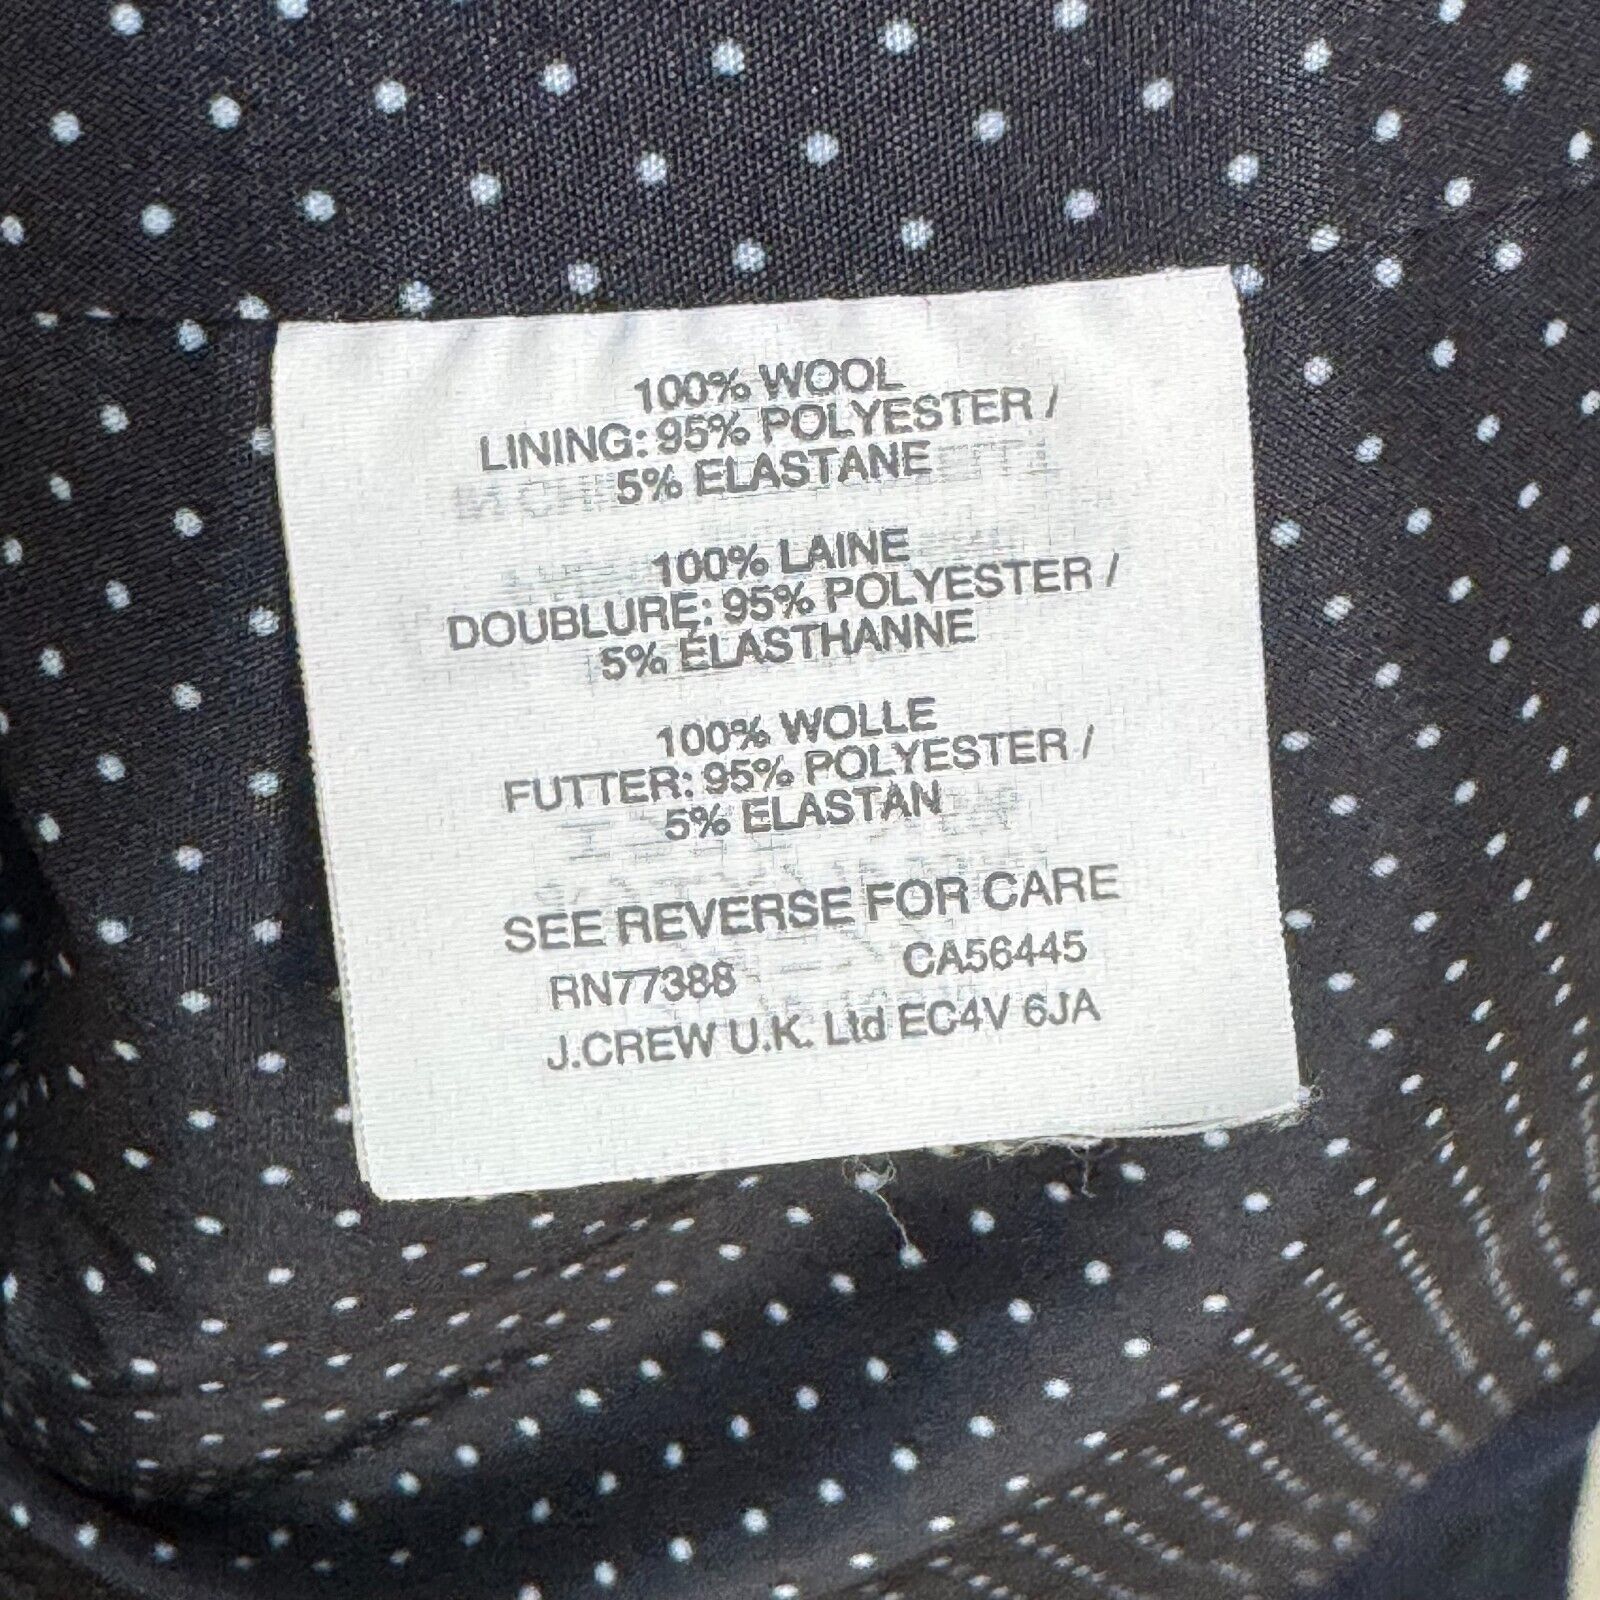 100% WOOL
LINING: 95% POLYESTER /
5% ELASTANE
100% LAINE
DOUBLURE: 95% POLYESTER /
5% ÉLASTHANNE
100% WOLLE
FUTTER: 95% POLYESTER /
5% ELASTAN
SEE REVERSE FOR CARE
RN77388 CA56445
J.CREW U.K. Ltd EC4V 6JA